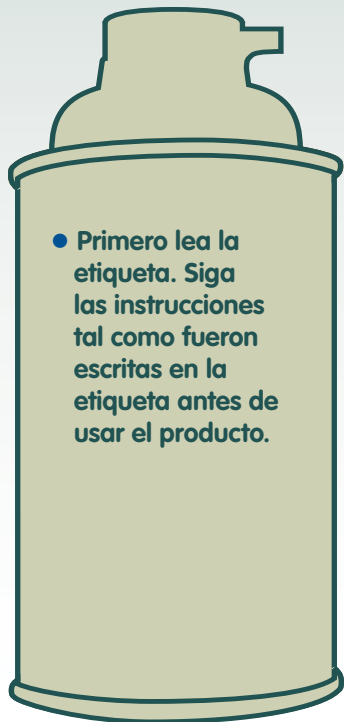 ● Primero lea la
etiqueta. Siga
las instrucciones
tal como fueron
escritas en la
etiqueta antes de
usar el producto.